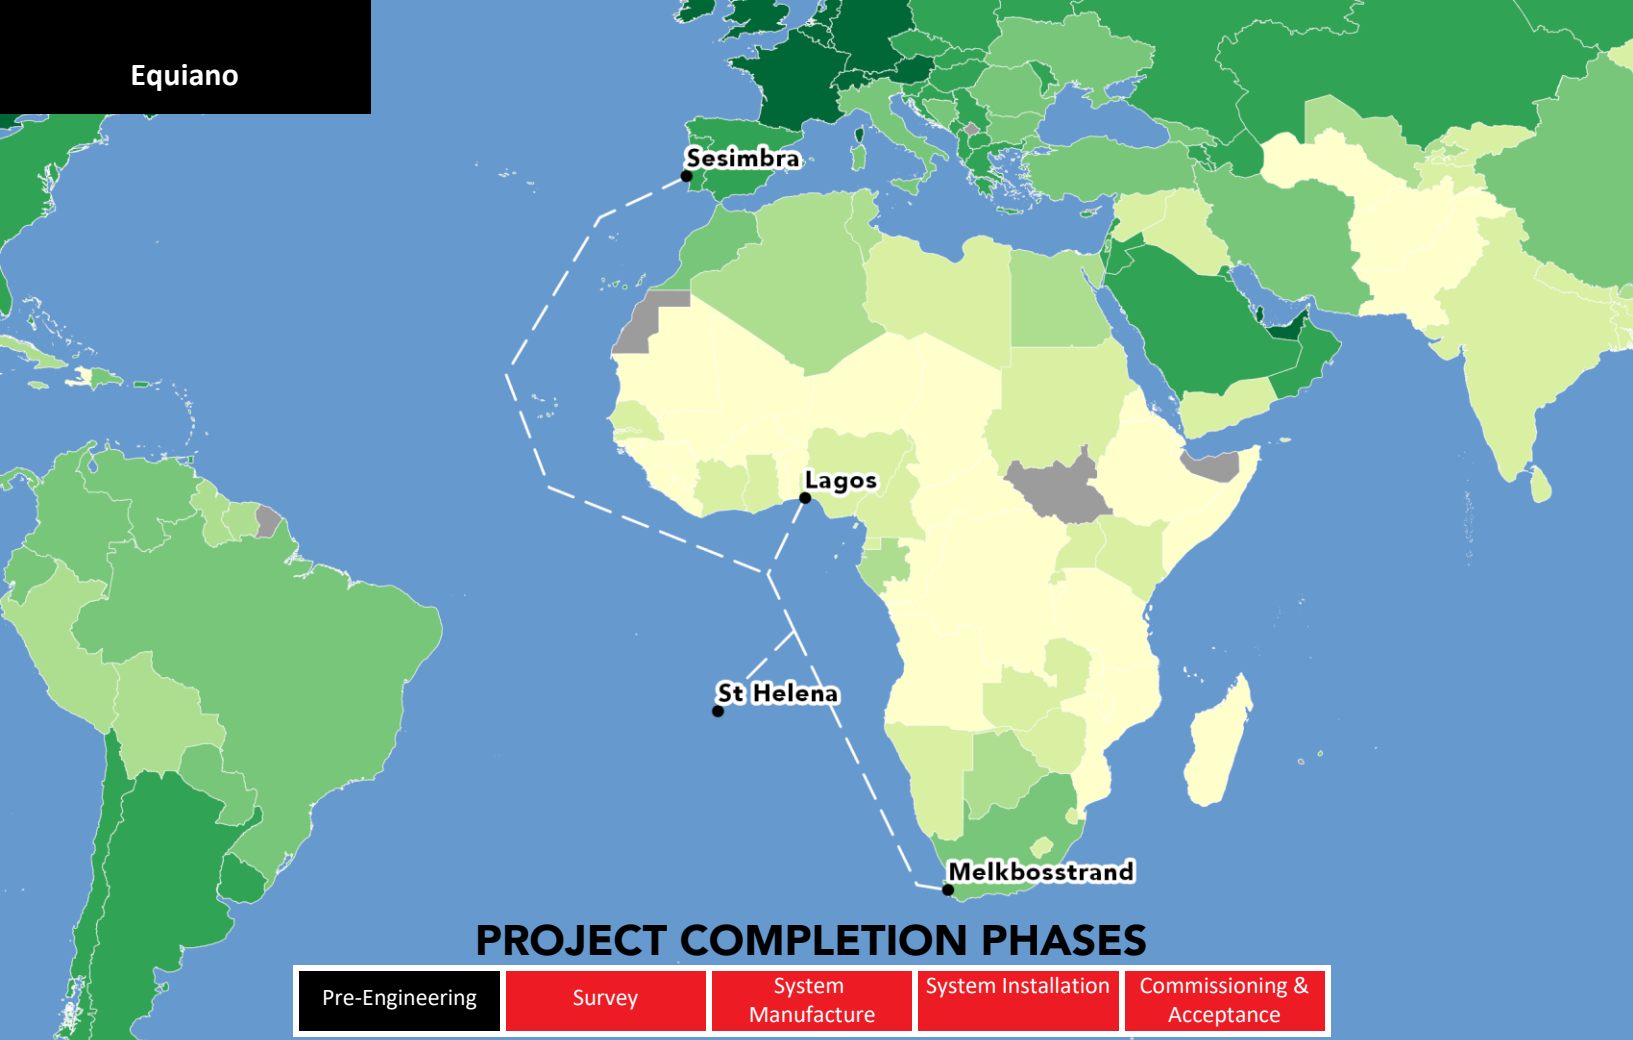 Equiano
Sesimbra
Lagos
St Helena
Melkbosstrand
PROJECT COMPLETION PHASES
Pre-Engineering
Survey
System
Manufacture
System Installation
Commissioning &
Acceptance